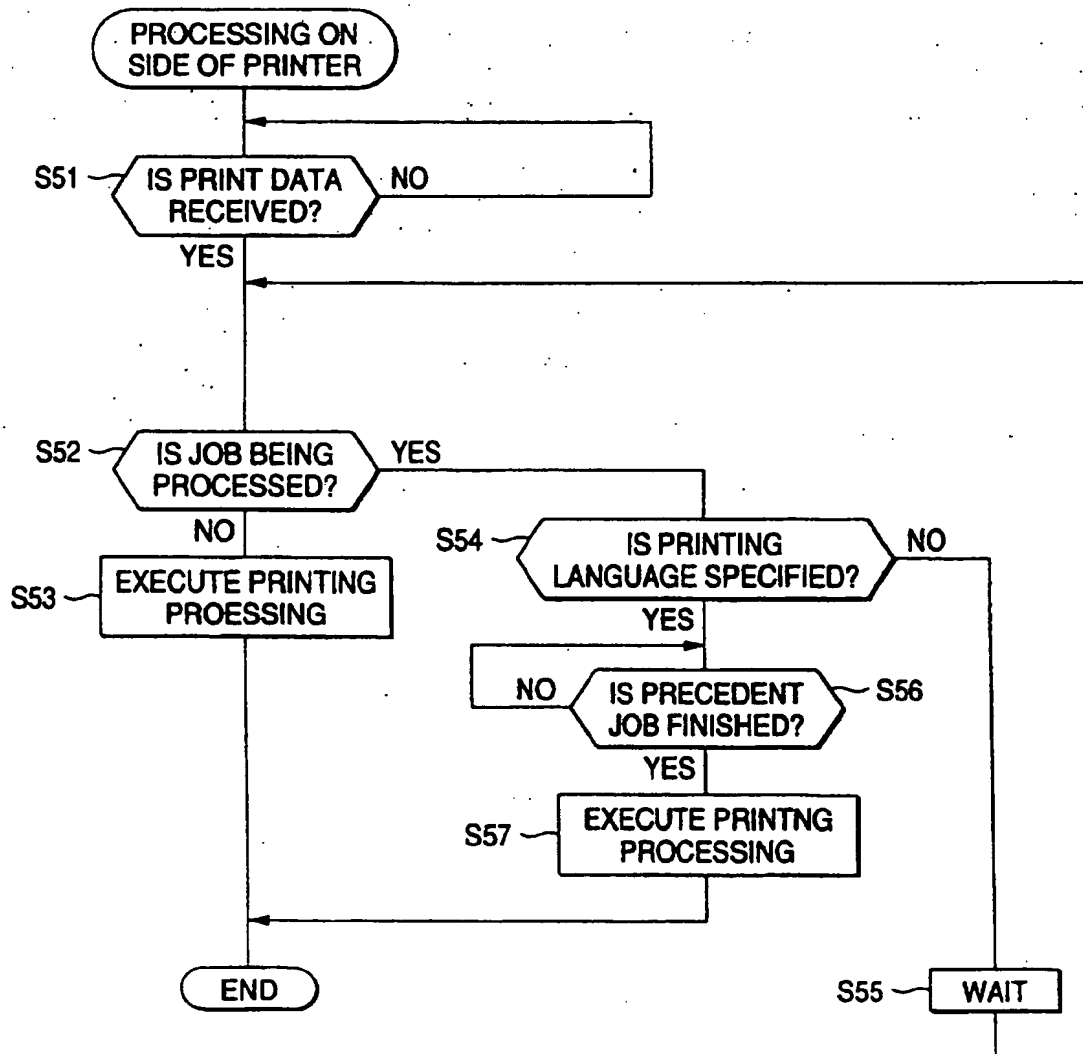 PROCESSING ON
SIDE OF PRINTER
S51
IS PRINT DATA
RECEIVED?
NO
YES
S52
IS JOB BEING
PROCESSED?
YES
NO
S53
EXECUTE PRINTING
PROESSING
S54
IS PRINTING
LANGUAGE SPECIFIED?
NO
YES
NO
IS PRECEDENT
JOB FINISHED?
S56
YES
S57
EXECUTE PRINTNG
PROCESSING
END
S55
WAIT